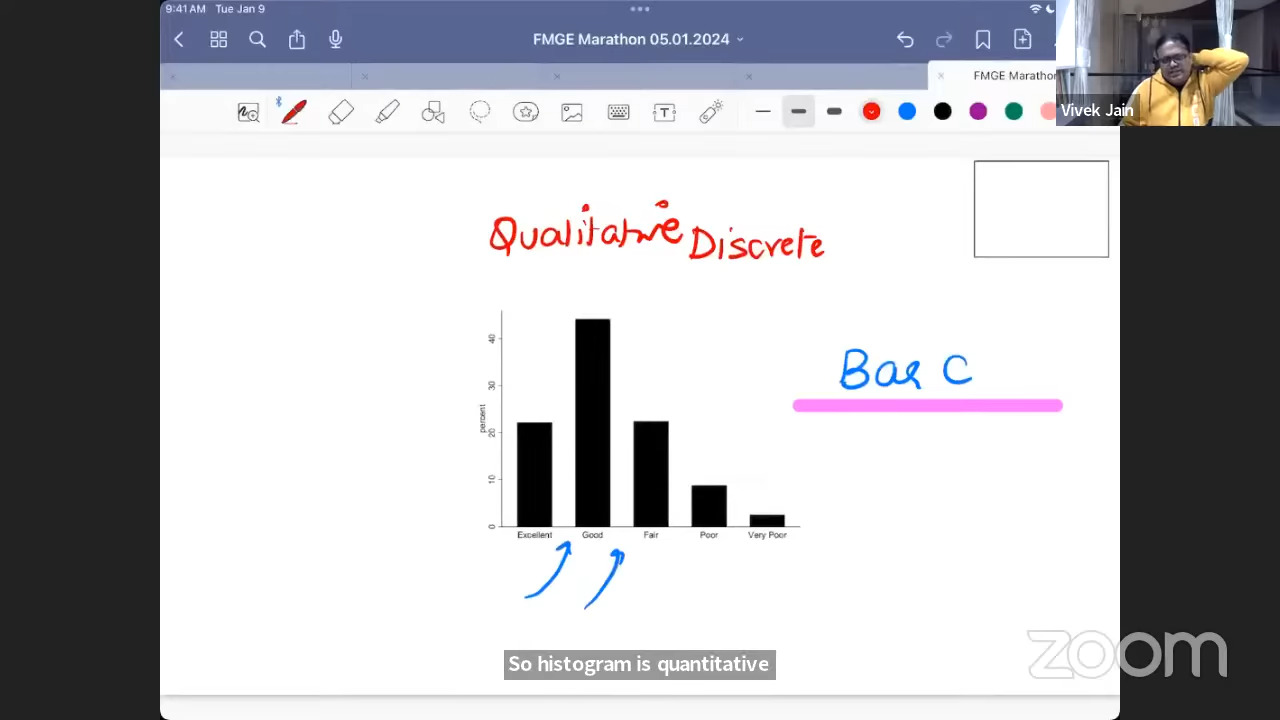 9:41 AM Tue Jan 9
FMGE Marathon 05.01.2024
FMGE Marathon
Vivek Jain
Qualitative Discrete
40
30
20
10
0
percent
Bar C
Excellent Good Fair Poor Very Poor
So histogram is quantitative
zoom